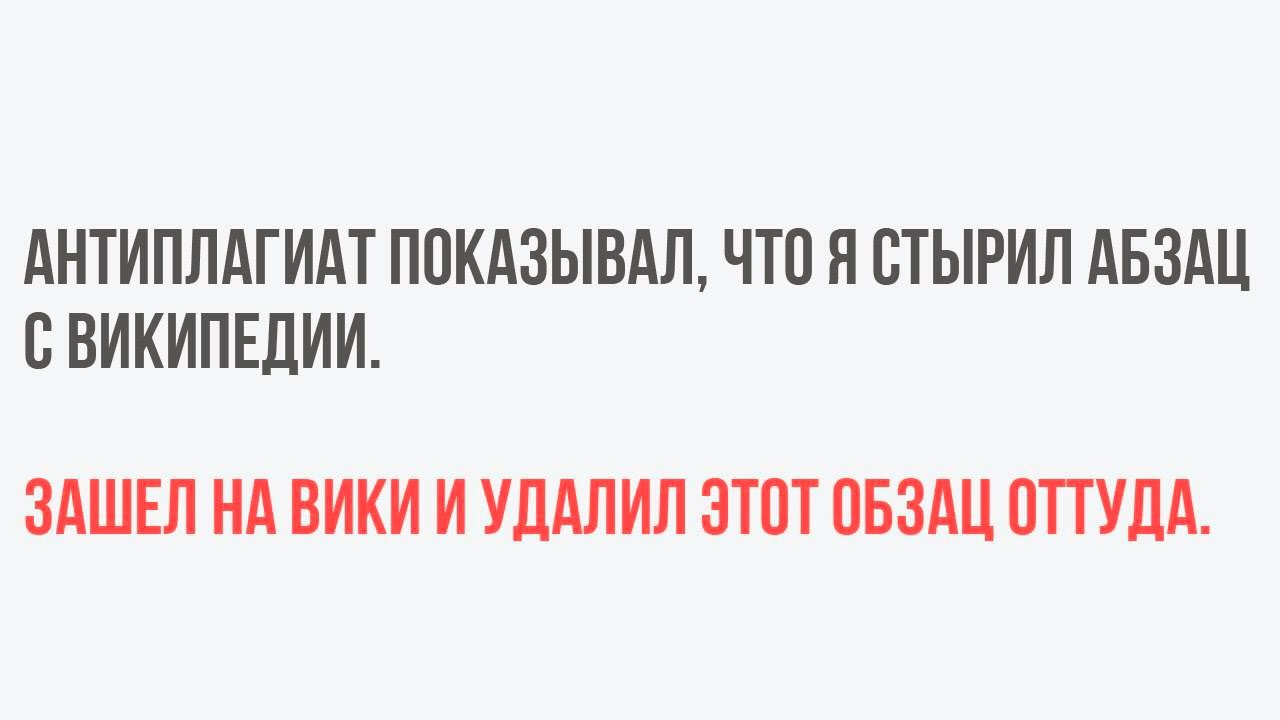 АНТИПЛАГИАТ ПОКАЗЫВАЛ, ЧТО Я СТЫРИЛ АБЗАЦ
С ВИКИПЕДИИ.
ЗАШЕЛ НА ВИКИ И УДАЛИЛ ЭТОТ ОБЗАЦ ОТТУДА.